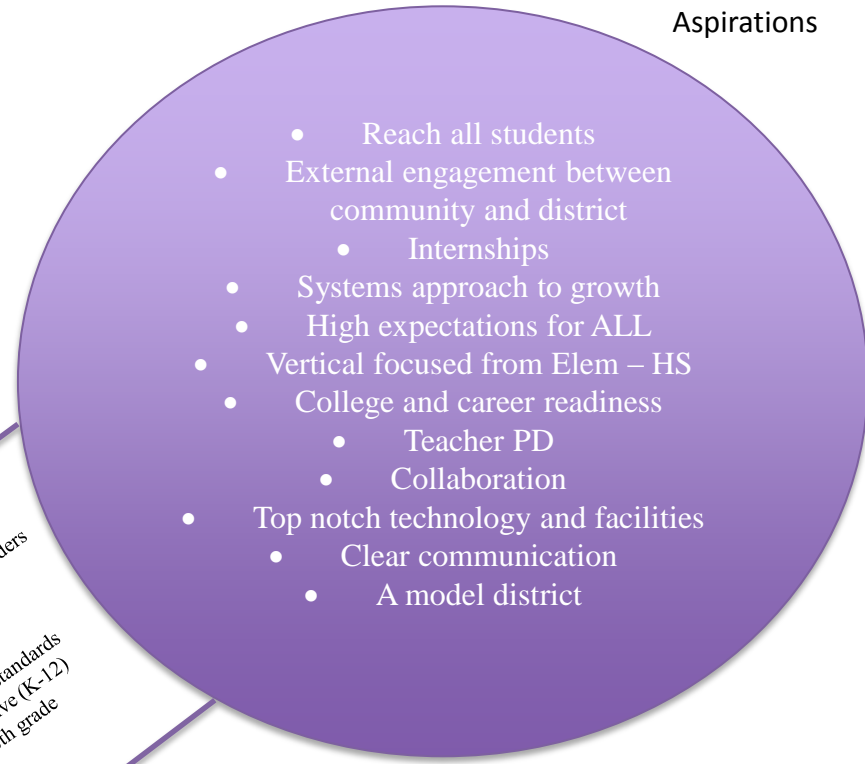 Aspirations
• Reach all students
• External engagement between
community and district
• Internships
• Systems approach to growth
• High expectations for ALL
• Vertical focused from Elem – HS
• College and career readiness
• Teacher PD
• Collaboration
• Top notch technology and facilities
• Clear communication
• A model district
(K-12)
grade